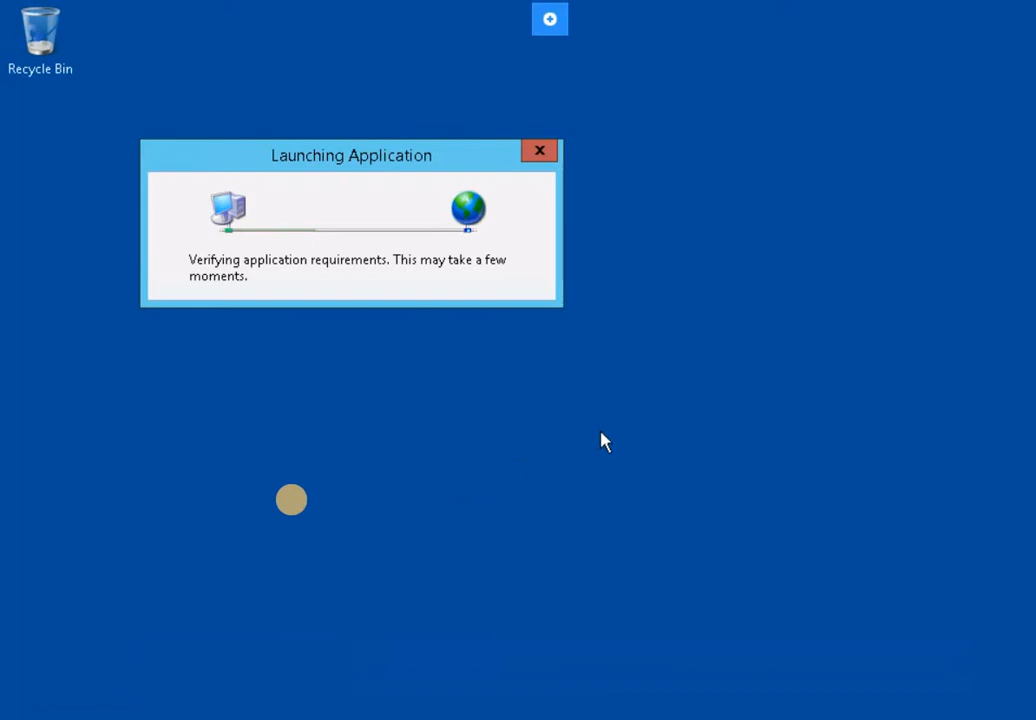 Recycle Bin
Launching Application
Verifying application requirements. This may take a few
moments.